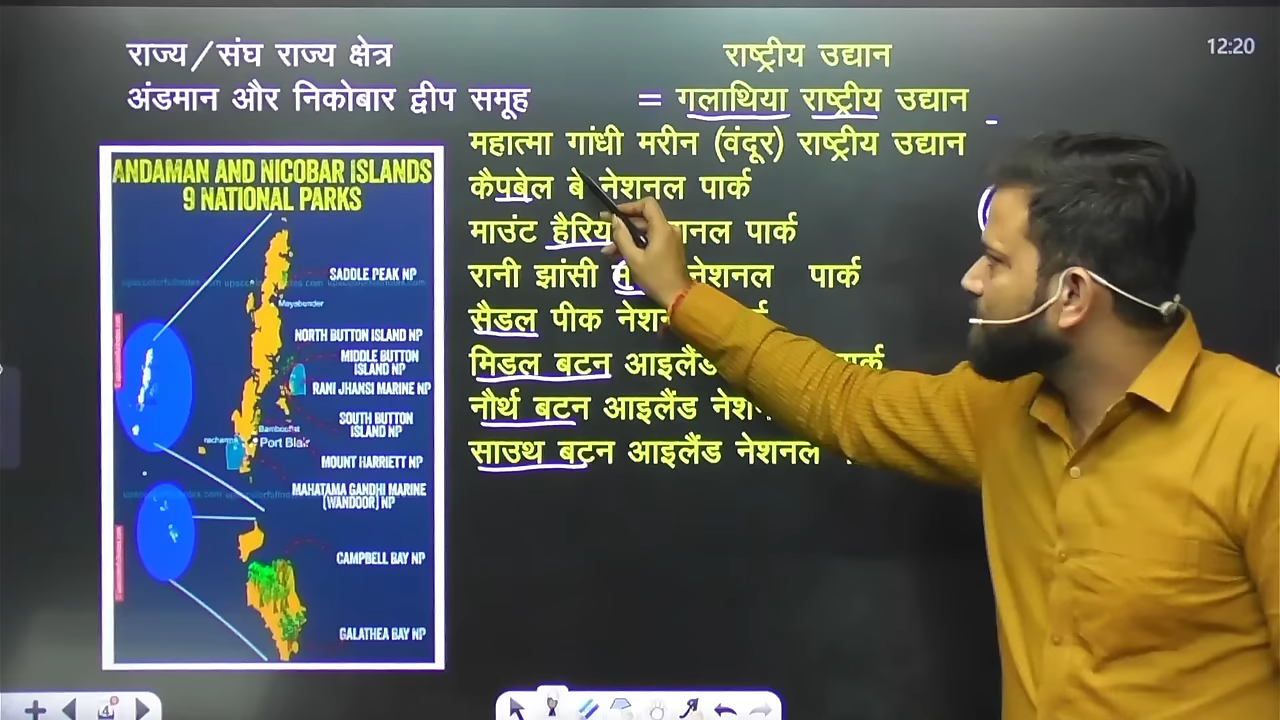 12:20
राज्य/संघ राज्य क्षेत्र राष्ट्रीय उद्यान
अंडमान और निकोबार द्वीप समूह = गलाथिया राष्ट्रीय उद्यान
महात्मा गांधी मरीन (वंदूर) राष्ट्रीय उद्यान
कैपबेल बे नेशनल पार्क
माउंट हैरिय नल पार्क
रानी झांसी नेशनल पार्क
सैडल पीक नेशन
मिडल बटन आइलैंड पार्क
नौर्थ बटन आइलैंड नेश
साउथ बटन आइलैंड नेशनल
ANDAMAN AND NICOBAR ISLANDS
9 NATIONAL PARKS
SADDLE PEAK NP
Mayabunder
NORTH BUTTON ISLAND NP
MIDDLE BUTTON
ISLAND NP
RANI JHANSI MARINE NP
SOUTH BUTTON
ISLAND NP
Port Blair
MOUNT HARRIETT NP
MAHATAMA GANDHI MARINE
(WANDOOR) NP
CAMPBELL BAY NP
GALATHEA BAY NP
4